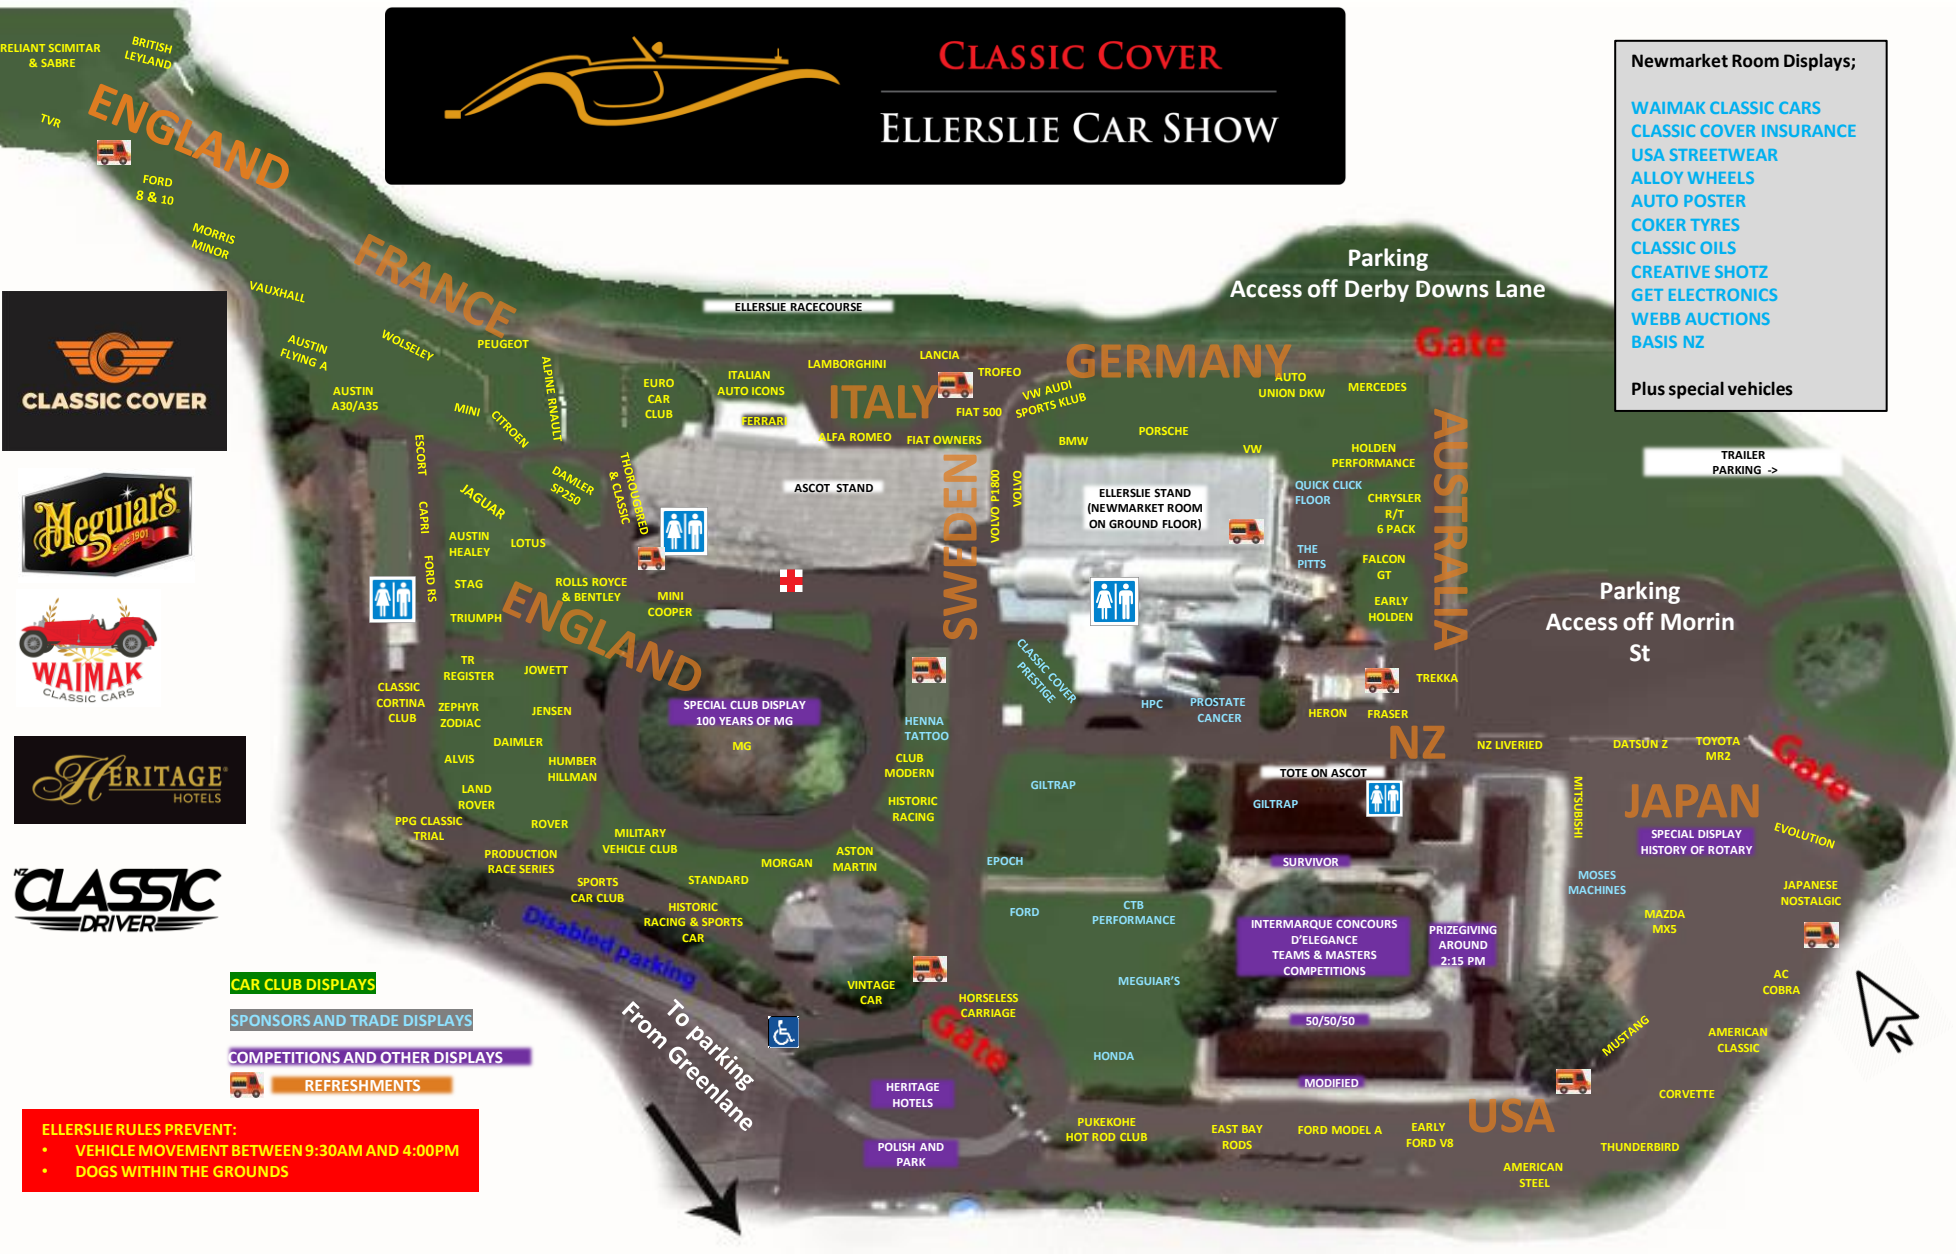 CLASSIC COVER
ELLERSLIE CAR SHOW
Newmarket Room Displays;
WAIMAK CLASSIC CARS
CLASSIC COVER INSURANCE
USA STREETWEAR
ALLOY WHEELS
AUTO POSTER
COKER TYRES
CLASSIC OILS
CREATIVE SHOTZ
GET ELECTRONICS
WEBB AUCTIONS
BASIS NZ
Plus special vehicles
RELIANT SCIMITAR
& SABRE
BRITISH
LEYLAND
TVR
ENGLAND
FORD
8 & 10
MORRIS
MINOR
VAUXHALL
FRANCE
AUSTIN
FLYING A
WOLSELEY
PEUGEOT
AUSTIN
A30/A35
MINI
CITROEN
ALPINE RNAULT
EURO
CAR
CLUB
ELLERSLIE RACECOURSE
ITALIAN
AUTO ICONS
FERRARI
LAMBORGHINI
LANCIA
TROFEO
ITALY
FIAT 500
ALFA ROMEO
FIAT OWNERS
VW AUDI
SPORTS KLUB
GERMANY
AUTO
UNION DKW
MERCEDES
BMW
PORSCHE
VW
Parking
Access off Derby Downs Lane
Gate
HOLDEN
PERFORMANCE
AUSTRALIA
TRAILER
PARKING ->
QUICK CLICK
FLOOR
CHRYSLER
R/T
6 PACK
THE
PITTS
FALCON
GT
EARLY
HOLDEN
ESCORT
CAPRI
FORD RS
JAGUAR
DAMLER
SP250
THOROUGBRED
& CLASSIC
ASCOT STAND
SWEDEN
VOLVO P1800
VOLVO
ELLERSLIE STAND
(NEWMARKET ROOM
ON GROUND FLOOR)
AUSTIN
HEALEY
LOTUS
STAG
TRIUMPH
ROLLS ROYCE
& BENTLEY
MINI
COOPER
ENGLAND
TR
REGISTER
JOWETT
CLASSIC
CORTINA
CLUB
ZEPHYR
ZODIAC
JENSEN
DAIMLER
ALVIS
HUMBER
HILLMAN
LAND
ROVER
ROVER
PPG CLASSIC
TRIAL
PRODUCTION
RACE SERIES
MILITARY
VEHICLE CLUB
SPORTS
CAR CLUB
STANDARD
HISTORIC
RACING & SPORTS
CAR
MORGAN
ASTON
MARTIN
SPECIAL CLUB DISPLAY
100 YEARS OF MG
MG
HENNA
TATTOO
CLUB
MODERN
HISTORIC
RACING
CLASSIC COVER
PRESTIGE
HPC
PROSTATE
CANCER
HERON
FRASER
TREKKA
NZ
NZ LIVERIED
Parking
Access off Morrin
St
Gate
DATSUN Z
TOYOTA
MR2
MITSUBISHI
JAPAN
SPECIAL DISPLAY
HISTORY OF ROTARY
EVOLUTION
MOSES
MACHINES
JAPANESE
NOSTALGIC
MAZDA
MX5
AC
COBRA
TOTE ON ASCOT
GILTRAP
GILTRAP
SURVIVOR
EPOCH
FORD
CTB
PERFORMANCE
MEGUIAR'S
HONDA
INTERMARQUE CONCOURS
D'ELEGANCE
TEAMS & MASTERS
COMPETITIONS
PRIZEGIVING
AROUND
2:15 PM
50/50/50
MODIFIED
MUSTANG
AMERICAN
CLASSIC
CORVETTE
USA
THUNDERBIRD
AMERICAN
STEEL
EARLY
FORD V8
FORD MODEL A
EAST BAY
RODS
PUKEKOHE
HOT ROD CLUB
VINTAGE
CAR
HORSELESS
CARRIAGE
Gate
HERITAGE
HOTELS
POLISH AND
PARK
Disabled parking
To parking
From Greenlane
N
CLASSIC COVER
Meguiar's
Since 1901
WAIMAK
CLASSIC CARS
HERITAGE
HOTELS
NZ
CLASSIC
DRIVER
CAR CLUB DISPLAYS
SPONSORS AND TRADE DISPLAYS
COMPETITIONS AND OTHER DISPLAYS
REFRESHMENTS
ELLERSLIE RULES PREVENT:
• VEHICLE MOVEMENT BETWEEN 9:30AM AND 4:00PM
• DOGS WITHIN THE GROUNDS